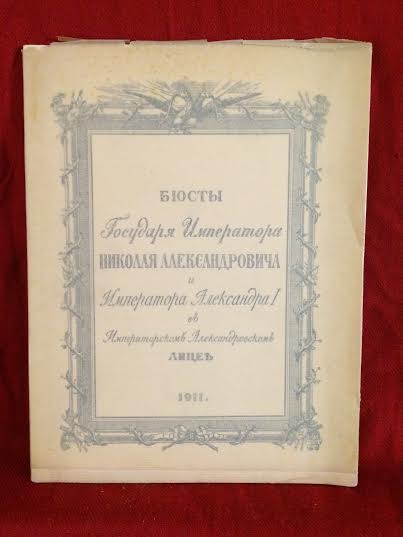 БЮСТЫ
Государя Императора
НИКОЛАЯ АЛЕКСАНДРОВИЧА
и
Императора Александра I
въ
Императорскомъ Александровскомъ
ЛИЦЕѢ
1911.